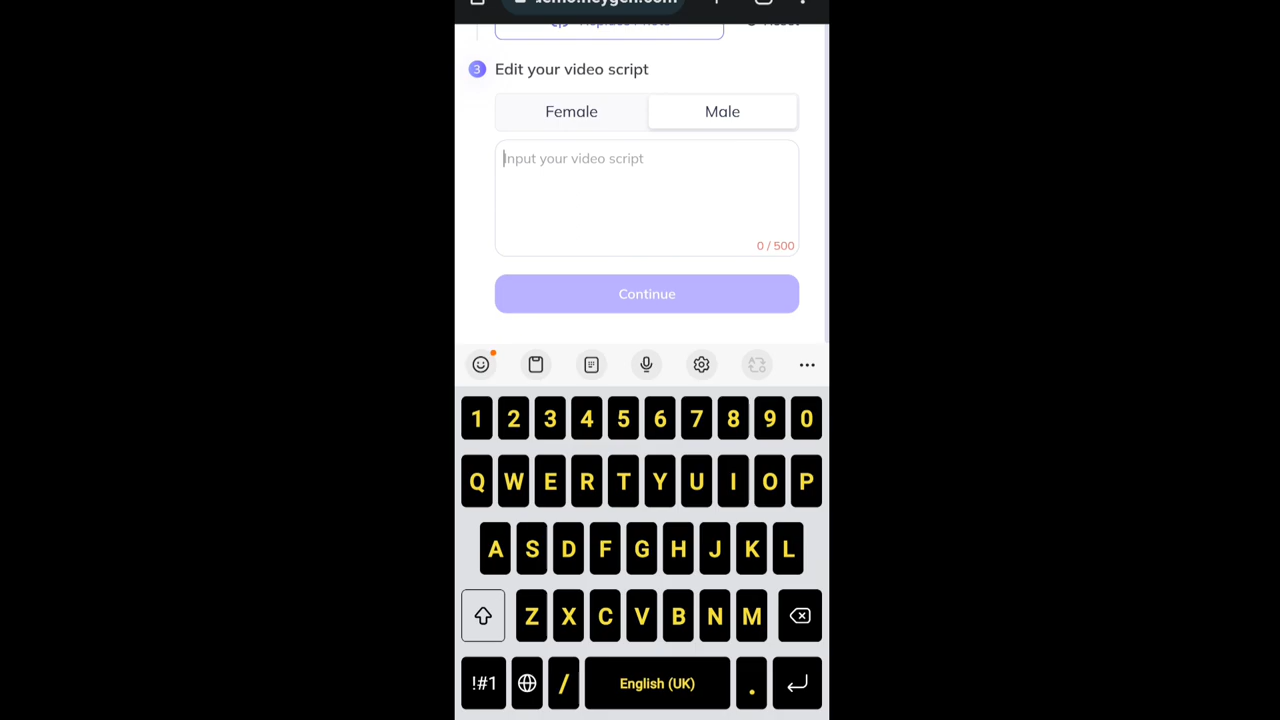 3 Edit your video script
Female Male
Input your video script
0 / 500
Continue
1 2 3 4 5 6 7 8 9 0
Q W E R T Y U I O P
A S D F G H J K L
Z X C V B N M
!#1 / English (UK) .